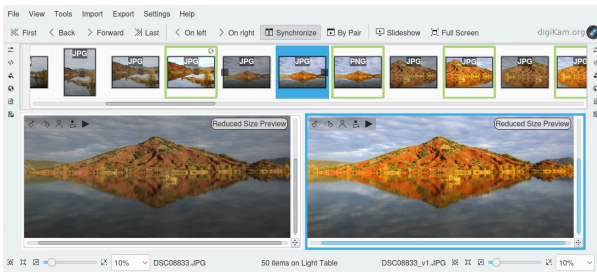 File View Tools Import Export Settings Help
First Back Forward Last On left On right Synchronize By Pair Slideshow Full Screen digiKam.org
JPG JPG JPG JPG JPG PNG JPG JPG JPG JPG
Reduced Size Preview Reduced Size Preview
10% DSC08833.JPG 50 items on Light Table DSC08833_v1.JPG 10%